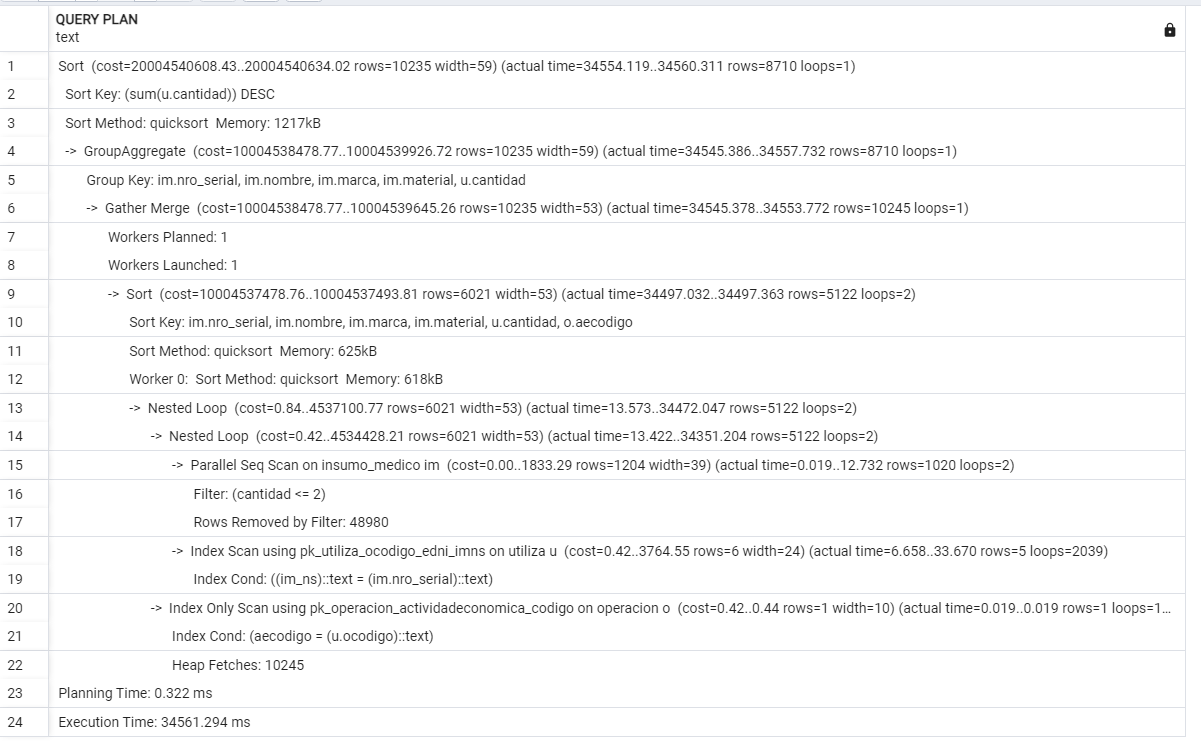 QUERY PLAN
text
1 Sort (cost=20004540608.43..20004540634.02 rows=10235 width=59) (actual time=34554.119..34560.311 rows=8710 loops=1)
2 Sort Key: (sum(u.cantidad)) DESC
3 Sort Method: quicksort Memory: 1217kB
4 -> GroupAggregate (cost=10004538478.77..10004539926.72 rows=10235 width=59) (actual time=34545.386..34557.732 rows=8710 loops=1)
5 Group Key: im.nro_serial, im.nombre, im.marca, im.material, u.cantidad
6 -> Gather Merge (cost=10004538478.77..10004539645.26 rows=10235 width=53) (actual time=34545.378..34553.772 rows=10245 loops=1)
7 Workers Planned: 1
8 Workers Launched: 1
9 -> Sort (cost=10004537478.76..10004537493.81 rows=6021 width=53) (actual time=34497.032..34497.363 rows=5122 loops=2)
10 Sort Key: im.nro_serial, im.nombre, im.marca, im.material, u.cantidad, o.aecodigo
11 Sort Method: quicksort Memory: 625kB
12 Worker 0: Sort Method: quicksort Memory: 618kB
13 -> Nested Loop (cost=0.84..4537100.77 rows=6021 width=53) (actual time=13.573..34472.047 rows=5122 loops=2)
14 -> Nested Loop (cost=0.42..4534428.21 rows=6021 width=53) (actual time=13.422..34351.204 rows=5122 loops=2)
15 -> Parallel Seq Scan on insumo_medico im (cost=0.00..1833.29 rows=1204 width=39) (actual time=0.019..12.732 rows=1020 loops=2)
16 Filter: (cantidad <= 2)
17 Rows Removed by Filter: 48980
18 -> Index Scan using pk_utiliza_ocodigo_edni_imns on utiliza u (cost=0.42..3764.55 rows=6 width=24) (actual time=6.658..33.670 rows=5 loops=2039)
19 Index Cond: ((im_ns)::text = (im.nro_serial)::text)
20 -> Index Only Scan using pk_operacion_actividadeconomica_codigo on operacion o (cost=0.42..0.44 rows=1 width=10) (actual time=0.019..0.019 rows=1 loops=1...
21 Index Cond: (aecodigo = (u.ocodigo)::text)
22 Heap Fetches: 10245
23 Planning Time: 0.322 ms
24 Execution Time: 34561.294 ms